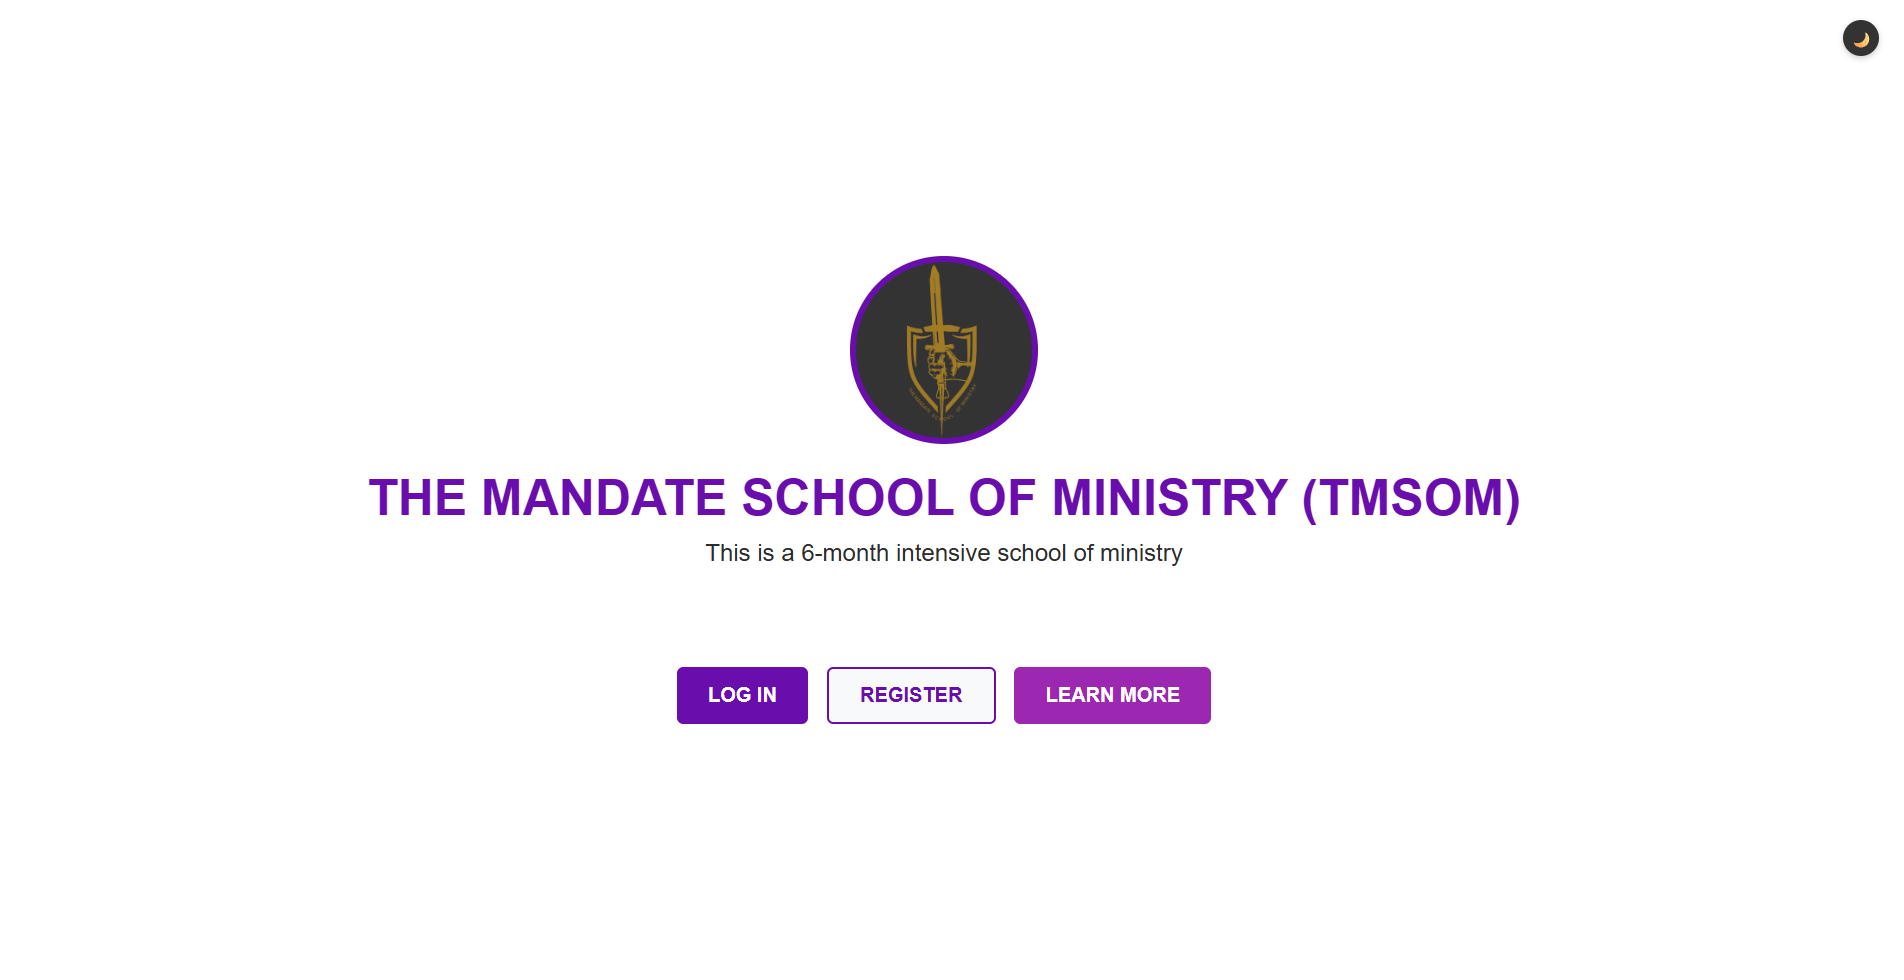 THE MANDATE SCHOOL OF MINISTRY (TMSOM)
This is a 6-month intensive school of ministry
LOG IN
REGISTER
LEARN MORE